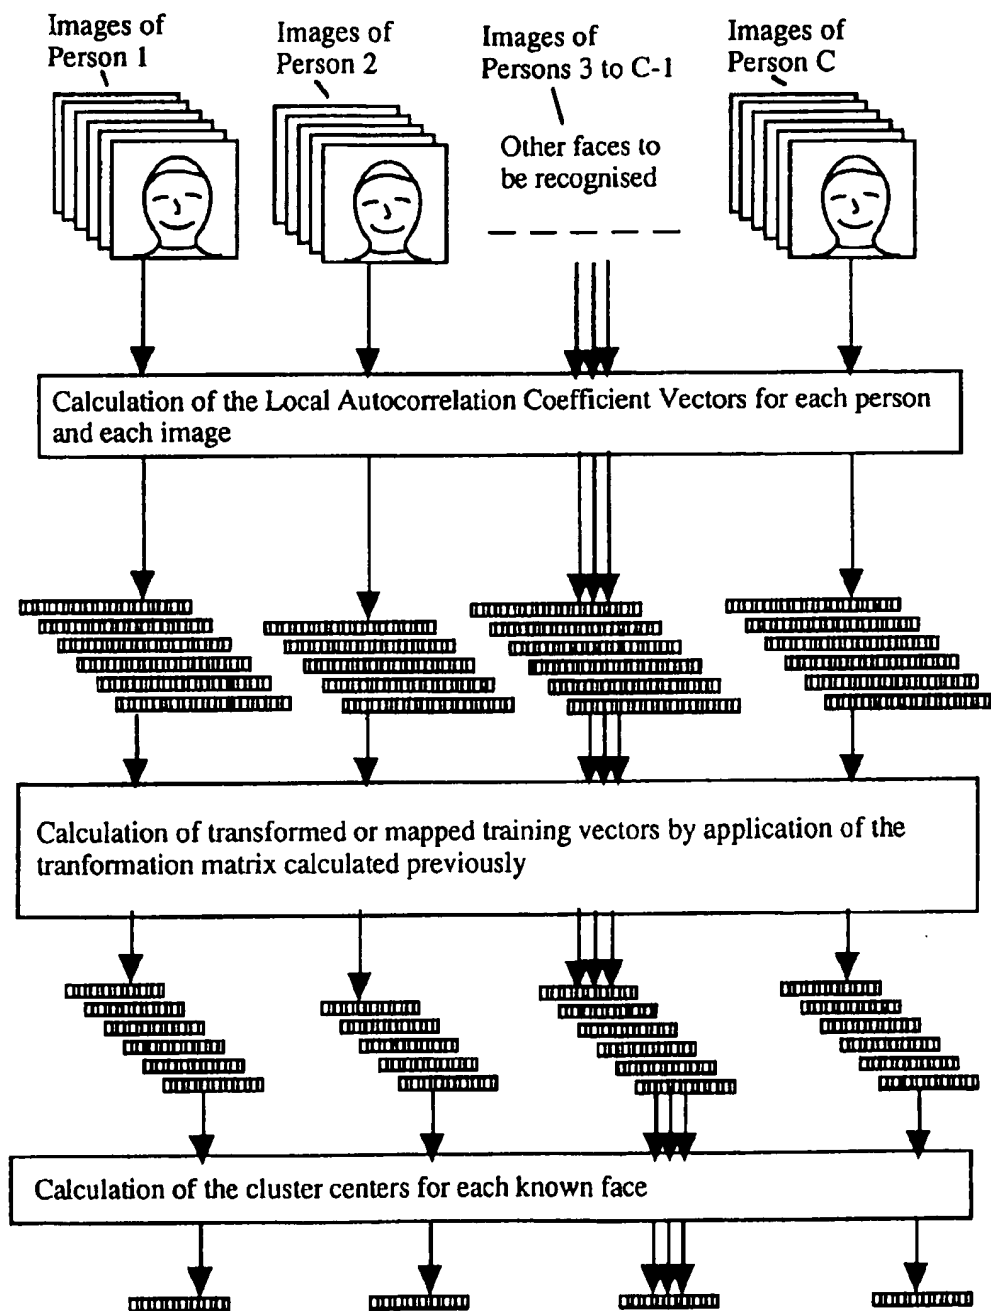 Images of
Person 1
Images of
Person 2
Images of
Persons 3 to C-1
Other faces to
be recognised
Images of
Person C
Calculation of the Local Autocorrelation Coefficient Vectors for each person
and each image
Calculation of transformed or mapped training vectors by application of the
tranformation matrix calculated previously
Calculation of the cluster centers for each known face